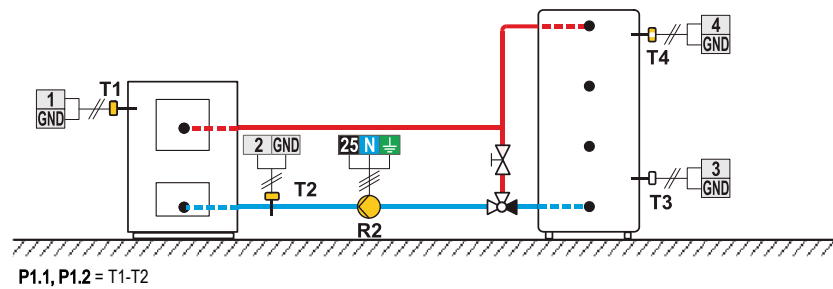 4
GND
T4
T1
1
GND
2 GND
25 N
T2
3
GND
T3
R2
P1.1, P1.2 = T1-T2